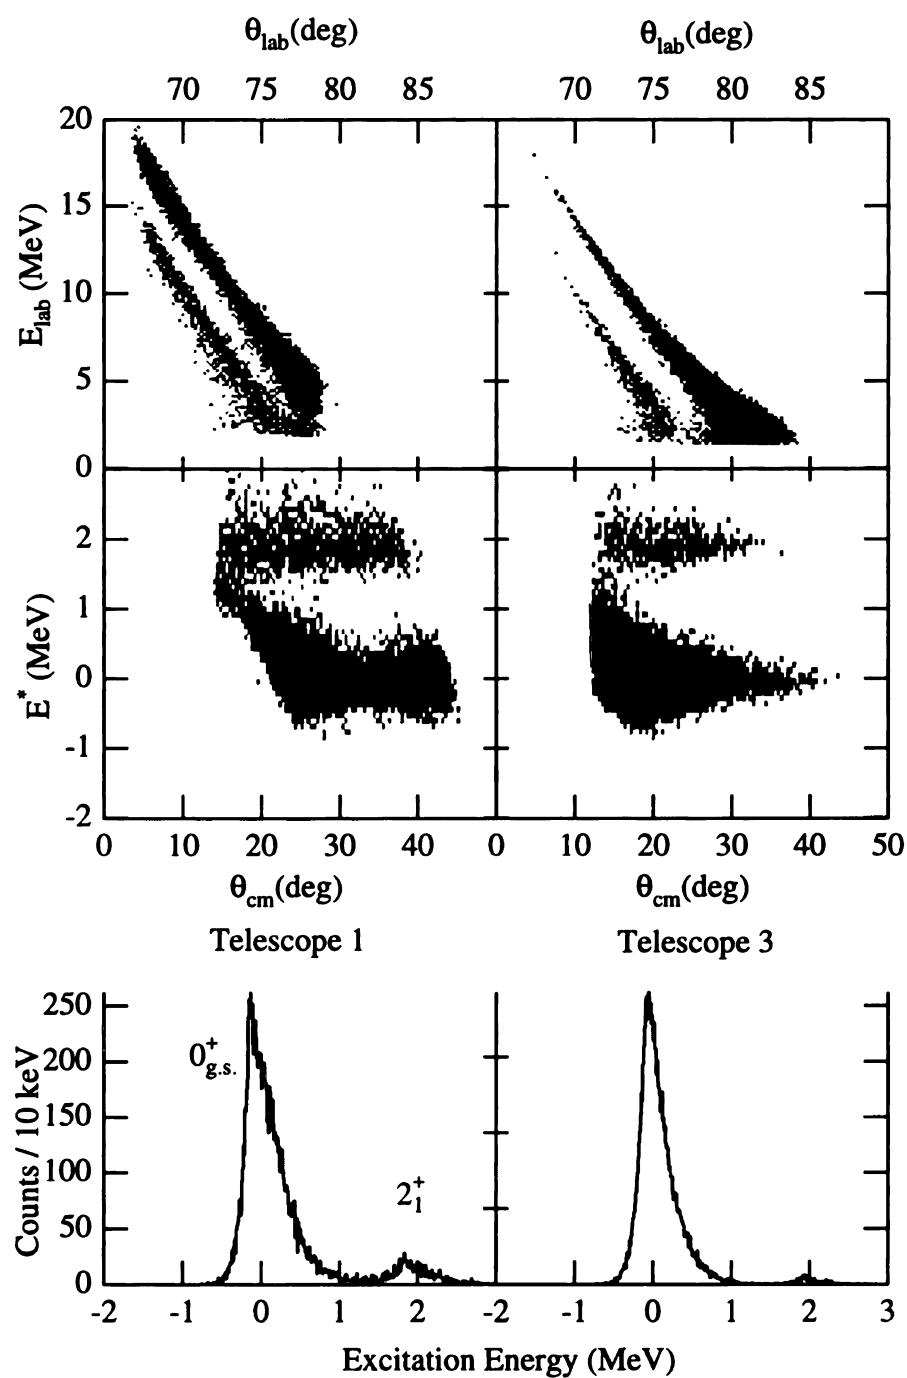 θlab(deg) θlab(deg)
70 75 80 85 70 75 80 85
20
15
10
5
0
Elab (MeV)
2
1
0
-1
-2
E* (MeV)
0 10 20 30 40 0 10 20 30 40 50
θcm(deg) θcm(deg)
Telescope 1 Telescope 3
250
200
150
100
50
0
Counts / 10 keV
0+g.s.
2+1
-2 -1 0 1 2 -2 -1 0 1 2 3
Excitation Energy (MeV)